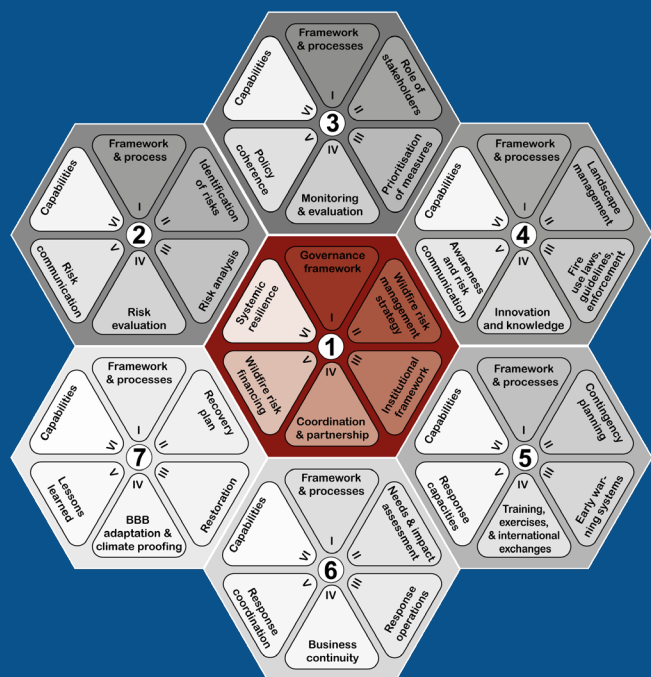 Framework
& processes
I
Role of
stakeholders
II
Prioritisation
of measures
III
Monitoring
& evaluation
IV
Policy
coherence
V
Capabilities
VI
3
Framework
& process
I
Identification
of risks
II
Risk analysis
III
Risk
evaluation
IV
Risk
communication
V
Capabilities
VI
2
Framework
& processes
I
Landscape
management
II
Fire
use laws,
guidelines,
enforcement
III
Innovation
and knowledge
IV
Awareness
and risk
communication
V
Capabilities
VI
4
Governance
framework
I
Wildfire risk
management
strategy
II
Institutional
framework
III
Coordination
& partnership
IV
Wildfire risk
financing
V
Systemic
resilience
VI
1
Framework
& processes
I
Recovery
plan
II
Restoration
III
BBB
adaptation &
climate proofing
IV
Lessons
learned
V
Capabilities
VI
7
Framework
& processes
I
Contingency
planning
II
Early war-
ning systems
III
Training,
exercises,
& international
exchanges
IV
Response
capacities
V
Capabilities
VI
5
Framework
& processes
I
Needs & impact
assessment
II
Response
operations
III
Business
continuity
IV
Response
coordination
V
Capabilities
VI
6